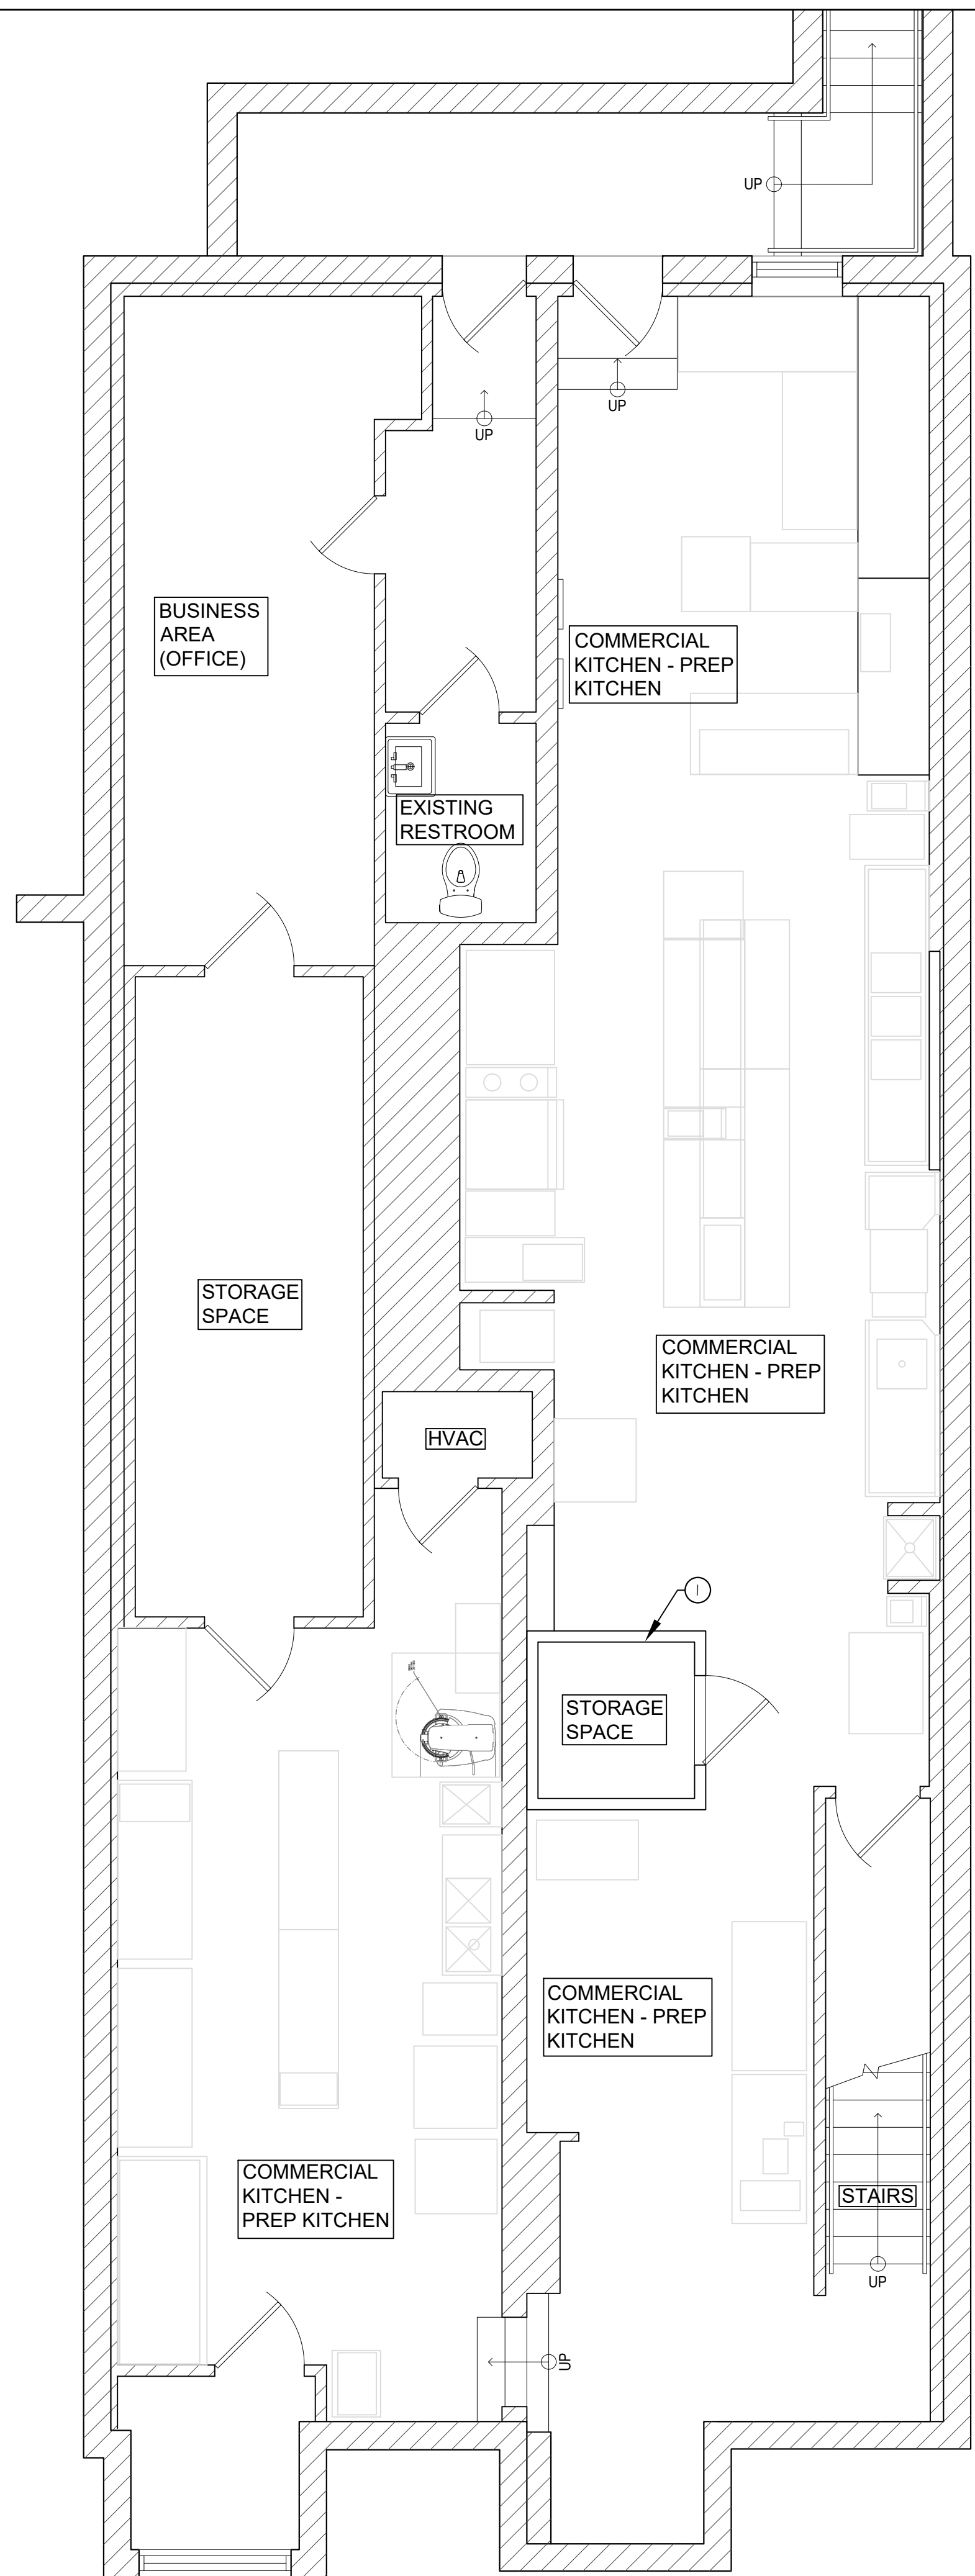 UP
UP
UP
BUSINESS
AREA
(OFFICE)
COMMERCIAL
KITCHEN - PREP
KITCHEN
EXISTING
RESTROOM
STORAGE
SPACE
COMMERCIAL
KITCHEN - PREP
KITCHEN
HVAC
1
STORAGE
SPACE
COMMERCIAL
KITCHEN - PREP
KITCHEN
COMMERCIAL
KITCHEN -
PREP KITCHEN
STAIRS
UP
UP